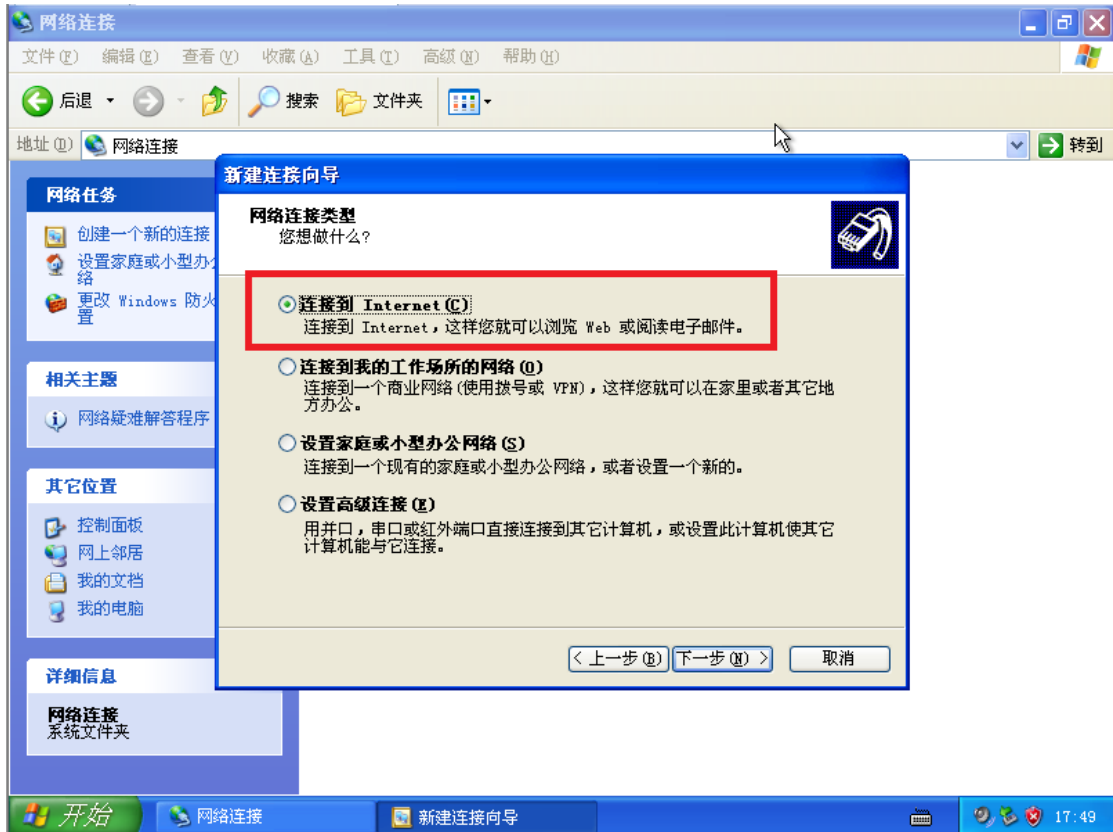 网络连接
文件(F) 编辑(E) 查看(V) 收藏(A) 工具(T) 高级(N) 帮助(H)
后退 搜索 文件夹
地址(D) 网络连接 转到
网络任务
创建一个新的连接
设置家庭或小型办
络
更改 Windows 防火
置
相关主题
网络疑难解答程序
其它位置
控制面板
网上邻居
我的文档
我的电脑
详细信息
网络连接
系统文件夹
新建连接向导
网络连接类型
您想做什么?
连接到 Internet(C)
连接到 Internet,这样您就可以浏览 Web 或阅读电子邮件。
连接到我的工作场所的网络(O)
连接到一个商业网络(使用拨号或 VPN),这样您就可以在家里或者其它地
方办公。
设置家庭或小型办公网络(S)
连接到一个现有的家庭或小型办公网络,或者设置一个新的。
设置高级连接(E)
用并口,串口或红外端口直接连接到其它计算机,或设置此计算机使其它
计算机能与它连接。
< 上一步(B) 下一步(N) > 取消
开始 网络连接 新建连接向导 17:49